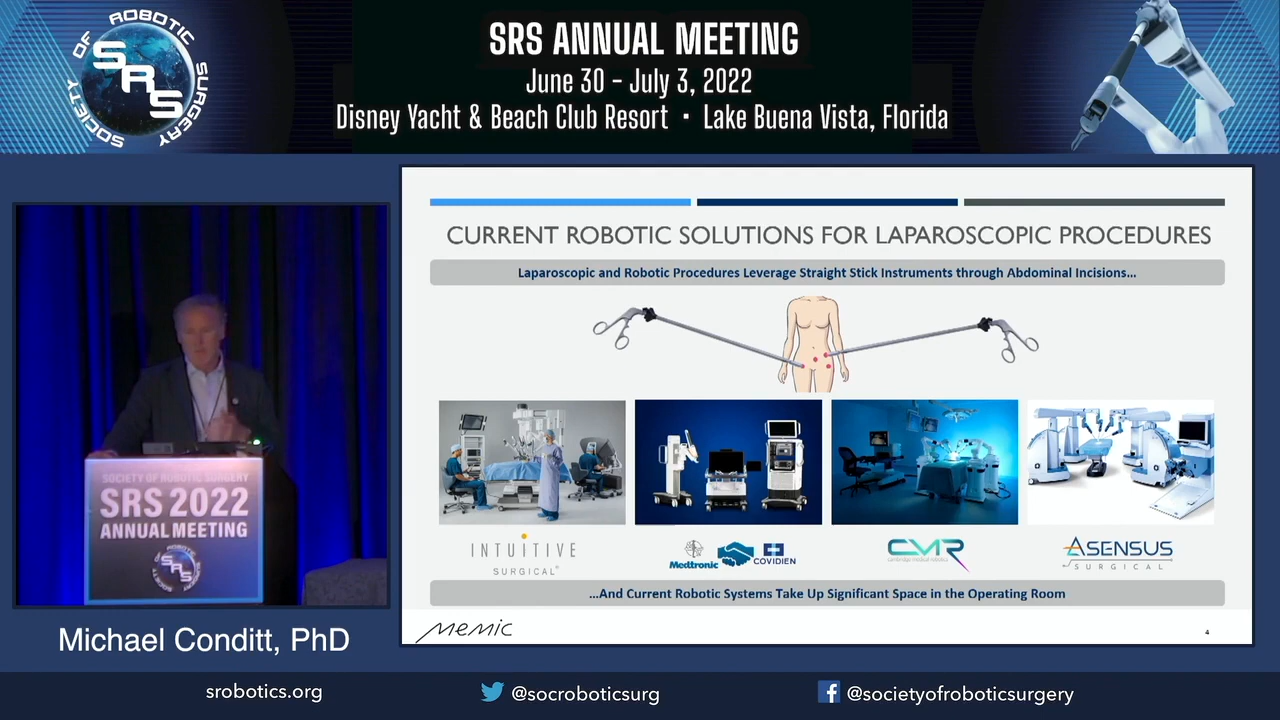 SOCIETY OF ROBOTIC SURGERY
SRS
SRS ANNUAL MEETING
June 30 - July 3, 2022
Disney Yacht & Beach Club Resort • Lake Buena Vista, Florida
CURRENT ROBOTIC SOLUTIONS FOR LAPAROSCOPIC PROCEDURES
Laparoscopic and Robotic Procedures Leverage Straight Stick Instruments through Abdominal Incisions...
INTUITIVE
SURGICAL®
Medtronic
COVIDIEN
CMR
cambridge medical robotics
ASENSUS
SURGICAL
...And Current Robotic Systems Take Up Significant Space in the Operating Room
memic
4
SOCIETY OF ROBOTIC SURGERY
SRS 2022
ANNUAL MEETING
SRS
Michael Conditt, PhD
srobotics.org
@socroboticsurg
@societyofroboticsurgery